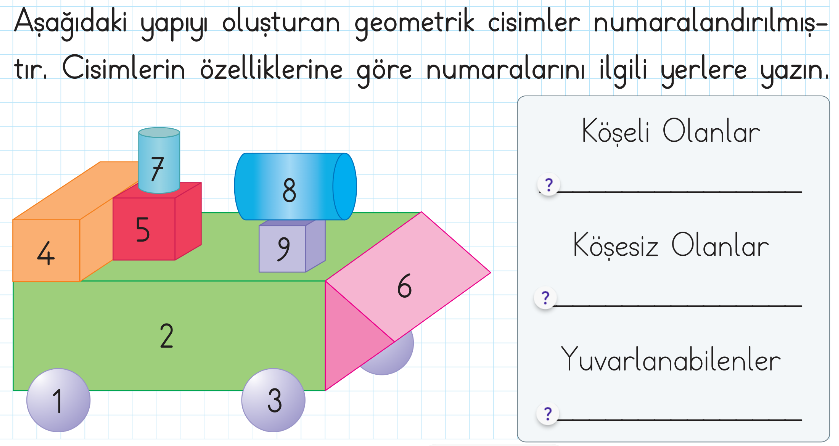 Aşağıdaki yapıyı oluşturan geometrik cisimler numaralandırılmış-
tır. Cisimlerin özelliklerine göre numaralarını ilgili yerlere yazın.
7
8
5
4
9
6
2
1
3
Köşeli Olanlar
?
Köşesiz Olanlar
?
Yuvarlanabilenler
?